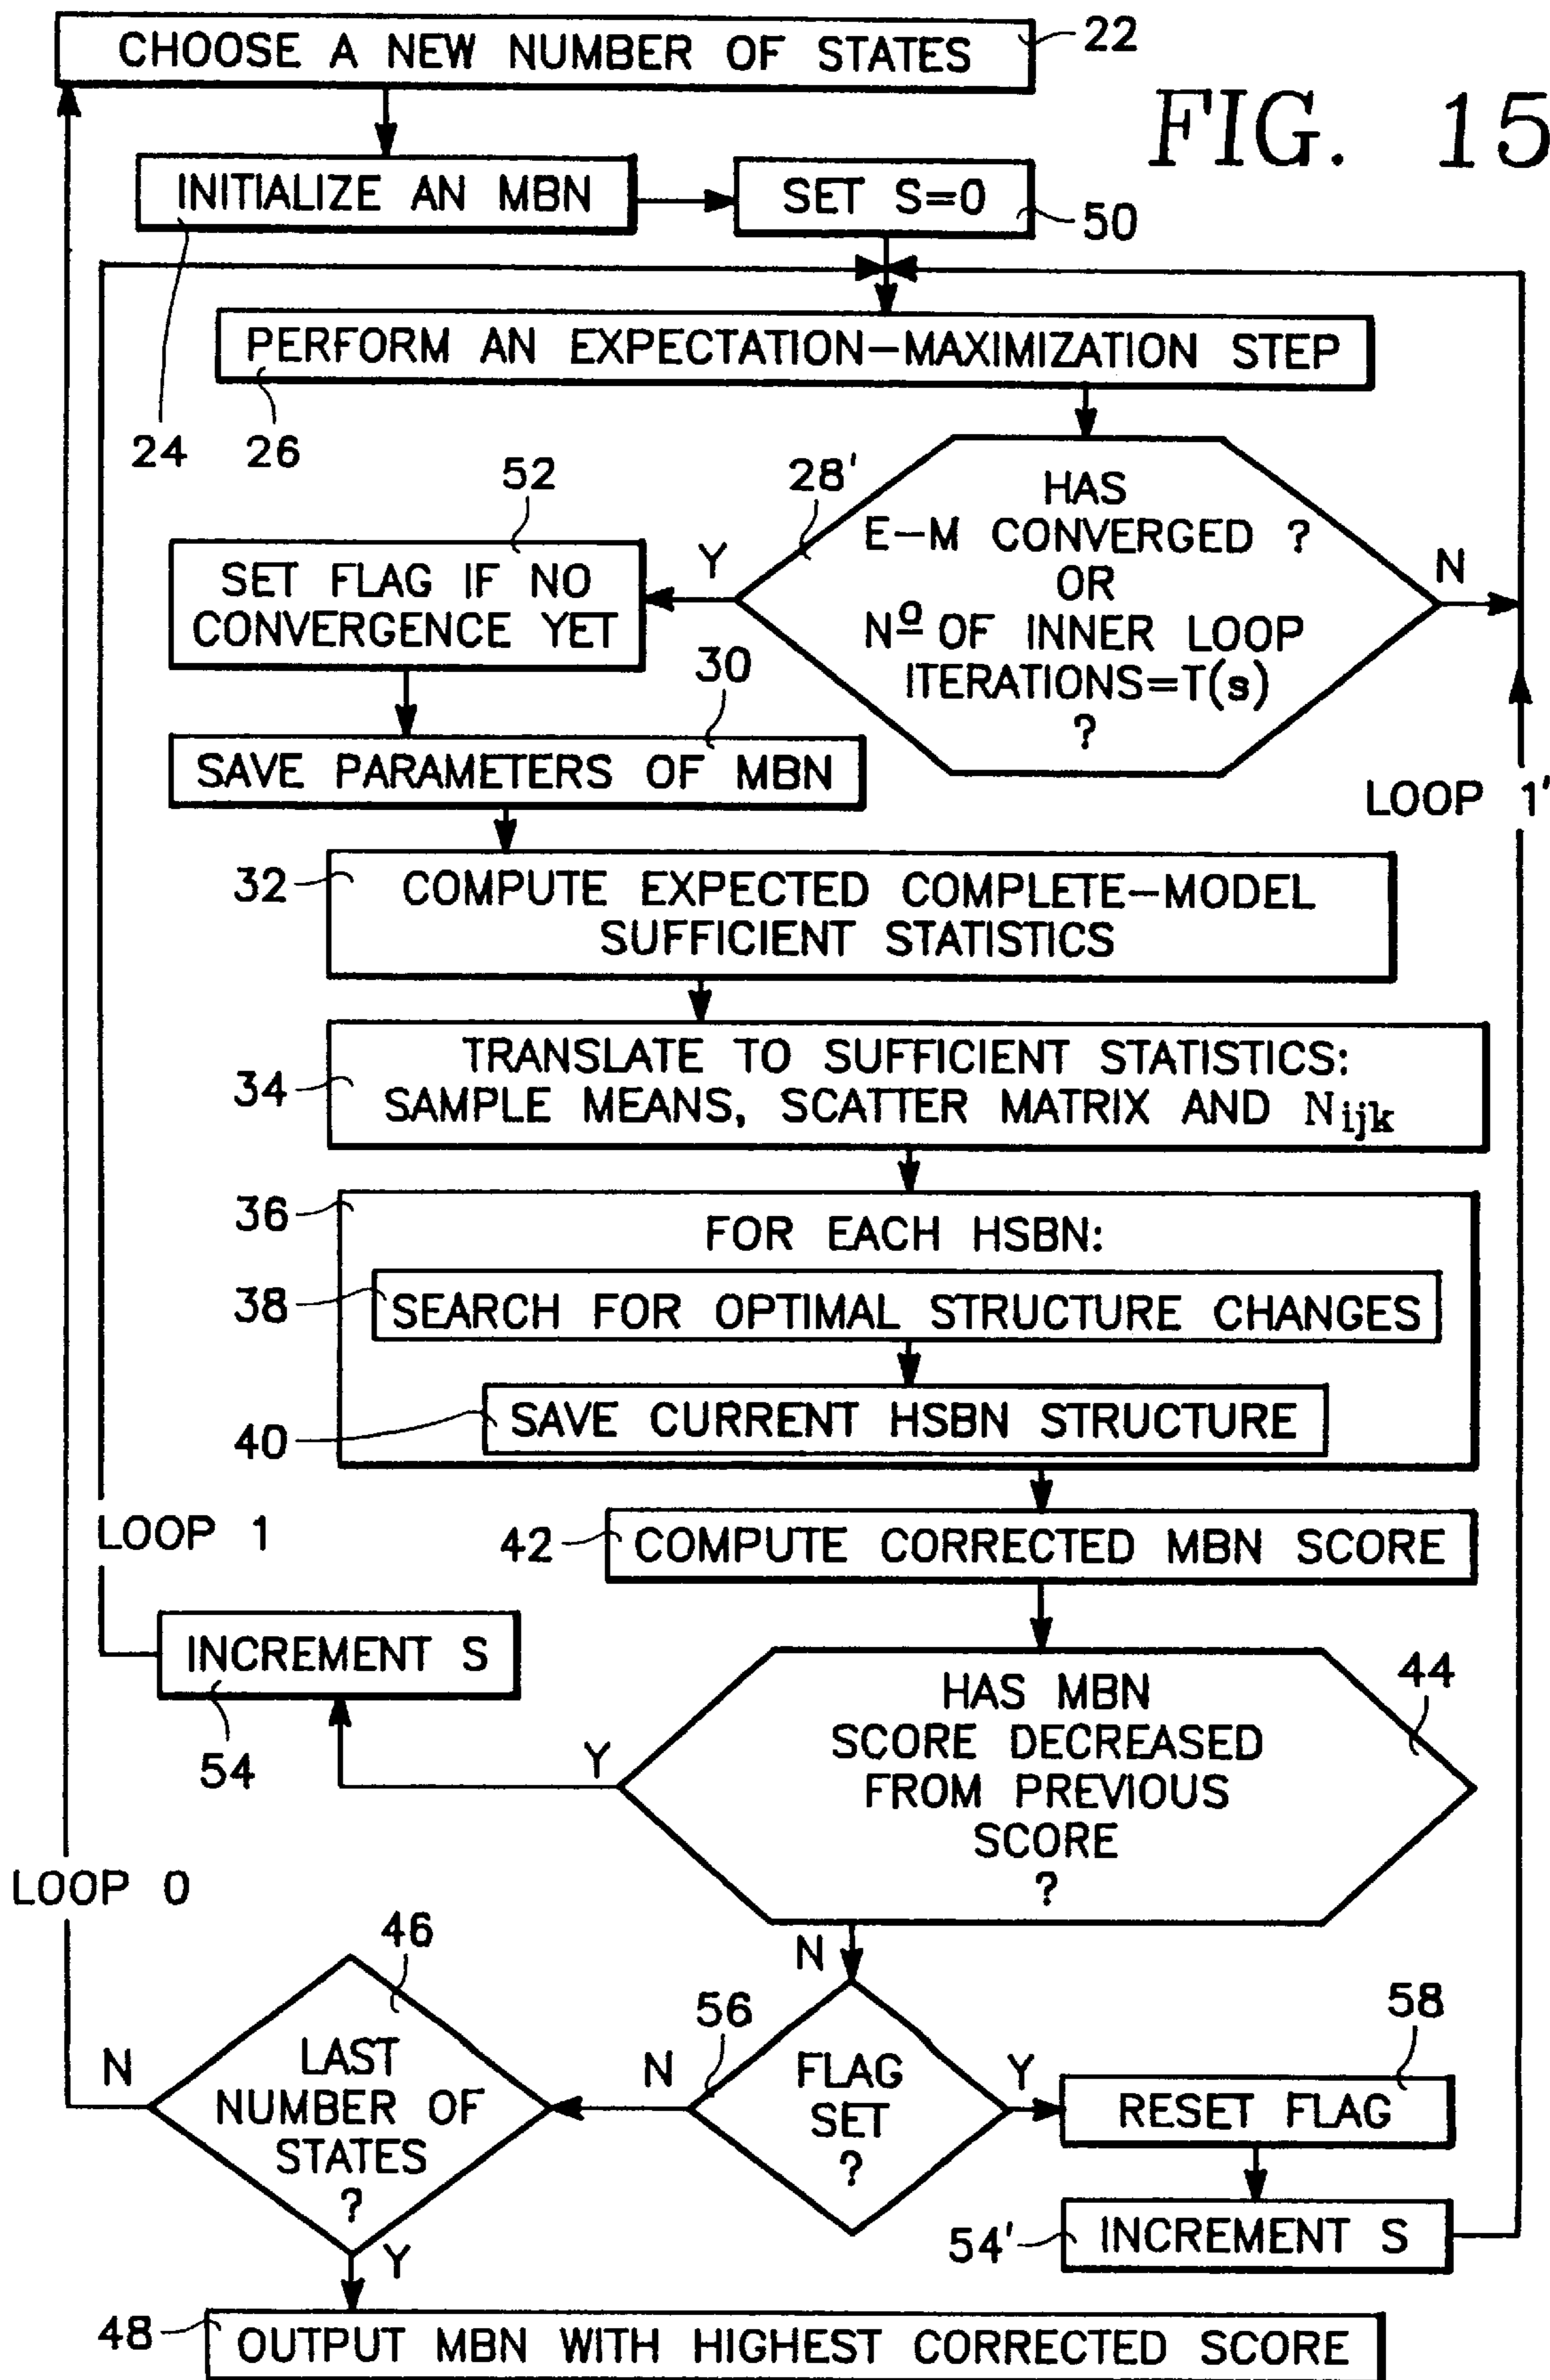 CHOOSE A NEW NUMBER OF STATES
22
FIG. 15
INITIALIZE AN MBN
SET S=0
50
PERFORM AN EXPECTATION-MAXIMIZATION STEP
24
26
52
28'
HAS
E-M CONVERGED ?
OR
Nº OF INNER LOOP
ITERATIONS=T(s)
?
Y
N
SET FLAG IF NO
CONVERGENCE YET
30
SAVE PARAMETERS OF MBN
LOOP 1'
32
COMPUTE EXPECTED COMPLETE-MODEL
SUFFICIENT STATISTICS
34
TRANSLATE TO SUFFICIENT STATISTICS:
SAMPLE MEANS, SCATTER MATRIX AND Nijk
36
FOR EACH HSBN:
38
SEARCH FOR OPTIMAL STRUCTURE CHANGES
40
SAVE CURRENT HSBN STRUCTURE
LOOP 1
42
COMPUTE CORRECTED MBN SCORE
INCREMENT S
54
Y
HAS MBN
SCORE DECREASED
FROM PREVIOUS
SCORE
?
44
LOOP 0
N
46
LAST
NUMBER OF
STATES
?
N
56
N
FLAG
SET
?
Y
58
RESET FLAG
54'
INCREMENT S
Y
48
OUTPUT MBN WITH HIGHEST CORRECTED SCORE